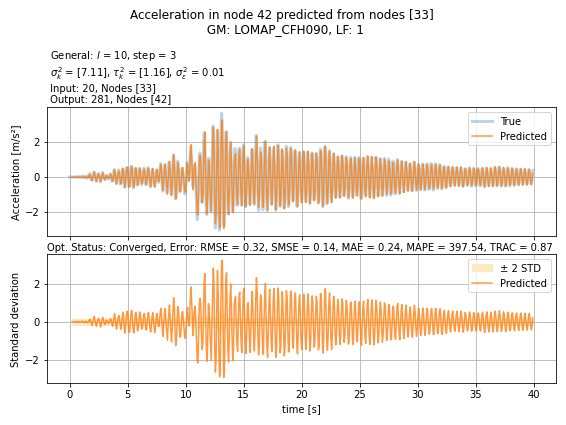 Acceleration in node 42 predicted from nodes [33]
GM: LOMAP_CFH090, LF: 1
General: l = 10, step = 3
σ²ₖ = [7.11], τ²ₖ = [1.16], σ²ε = 0.01
Input: 20, Nodes [33]
Output: 281, Nodes [42]
True
Predicted
Acceleration [m/s²]
2
0
−2
Opt. Status: Converged, Error: RMSE = 0.32, SMSE = 0.14, MAE = 0.24, MAPE = 397.54, TRAC = 0.87
± 2 STD
Predicted
Standard deviation
2
0
−2
0 5 10 15 20 25 30 35 40
time [s]